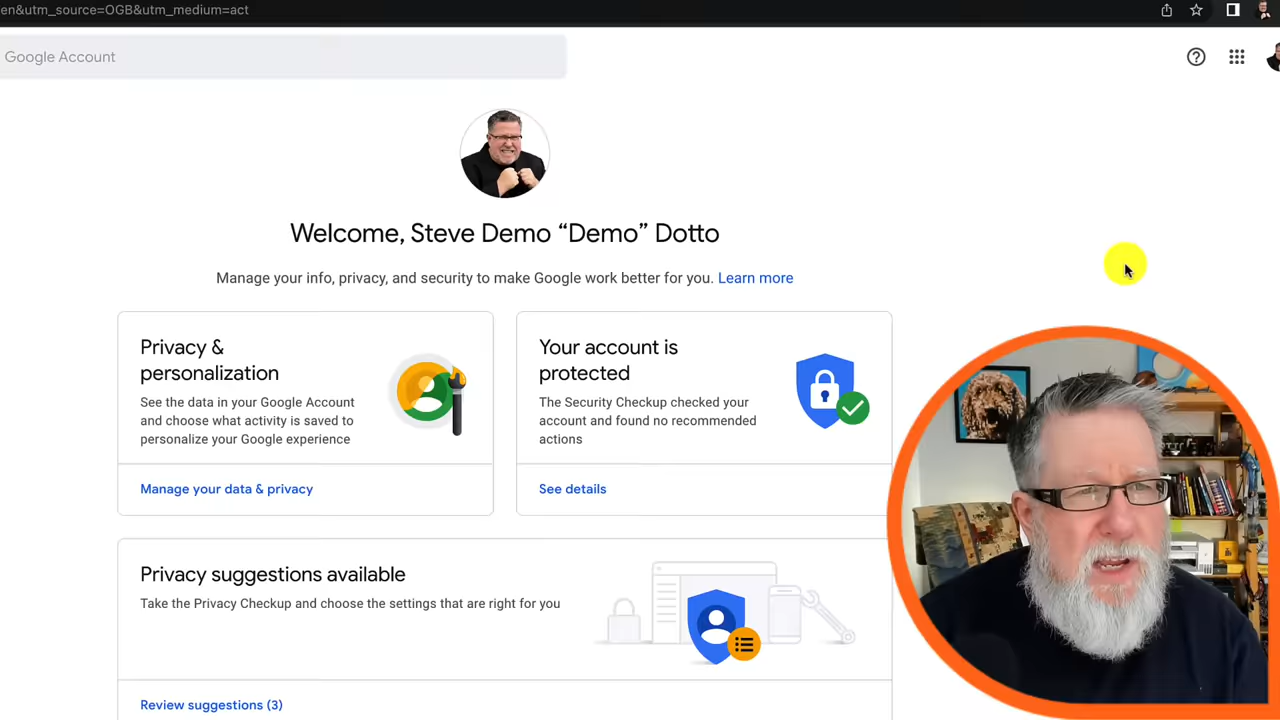 en&utm_source=OGB&utm_medium=act
Google Account
Welcome, Steve Demo “Demo” Dotto
Manage your info, privacy, and security to make Google work better for you. Learn more
Privacy &
personalization
See the data in your Google Account
and choose what activity is saved to
personalize your Google experience
Manage your data & privacy
Your account is
protected
The Security Checkup checked your
account and found no recommended
actions
See details
Privacy suggestions available
Take the Privacy Checkup and choose the settings that are right for you
Review suggestions (3)